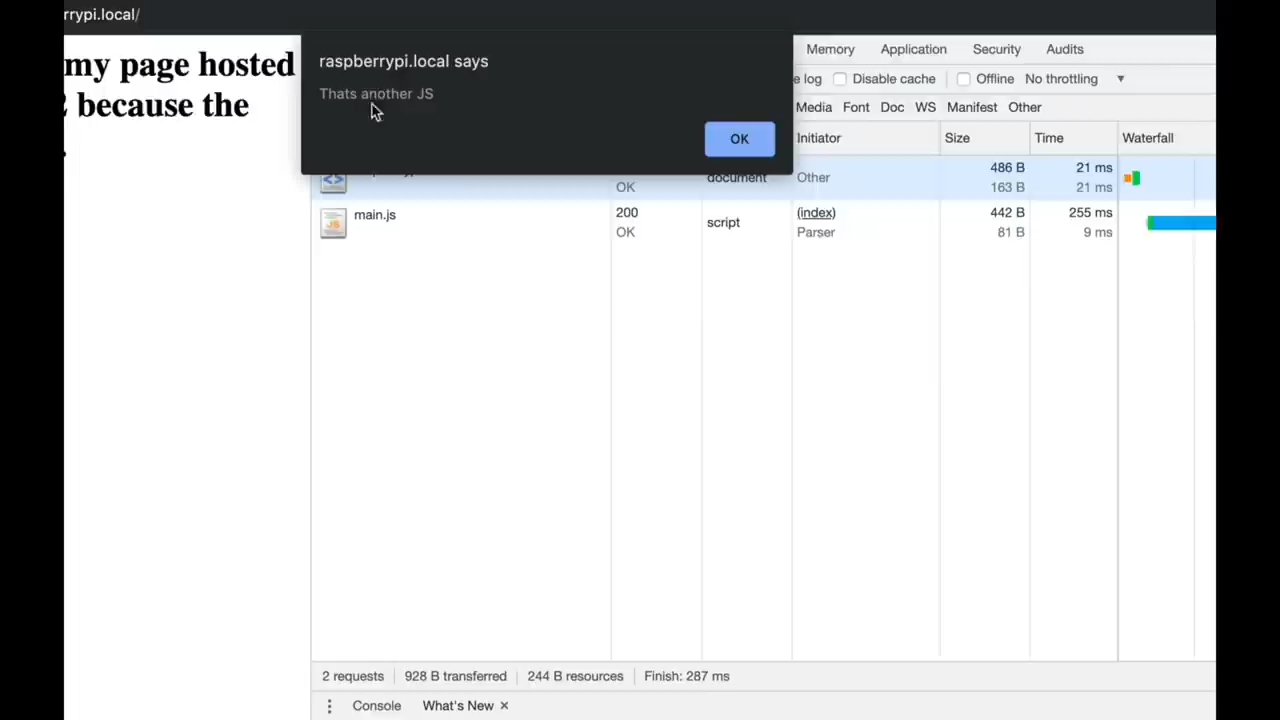 rrypi.local/
my page hosted
because the
.
raspberrypi.local says
Thats another JS
OK
Memory Application Security Audits
e log Disable cache Offline No throttling ▼
Media Font Doc WS Manifest Other
Initiator Size Time Waterfall
document Other 486 B 21 ms
OK 163 B 21 ms
main.js 200 script (index) 442 B 255 ms
OK Parser 81 B 9 ms
2 requests 928 B transferred 244 B resources Finish: 287 ms
Console What's New ×